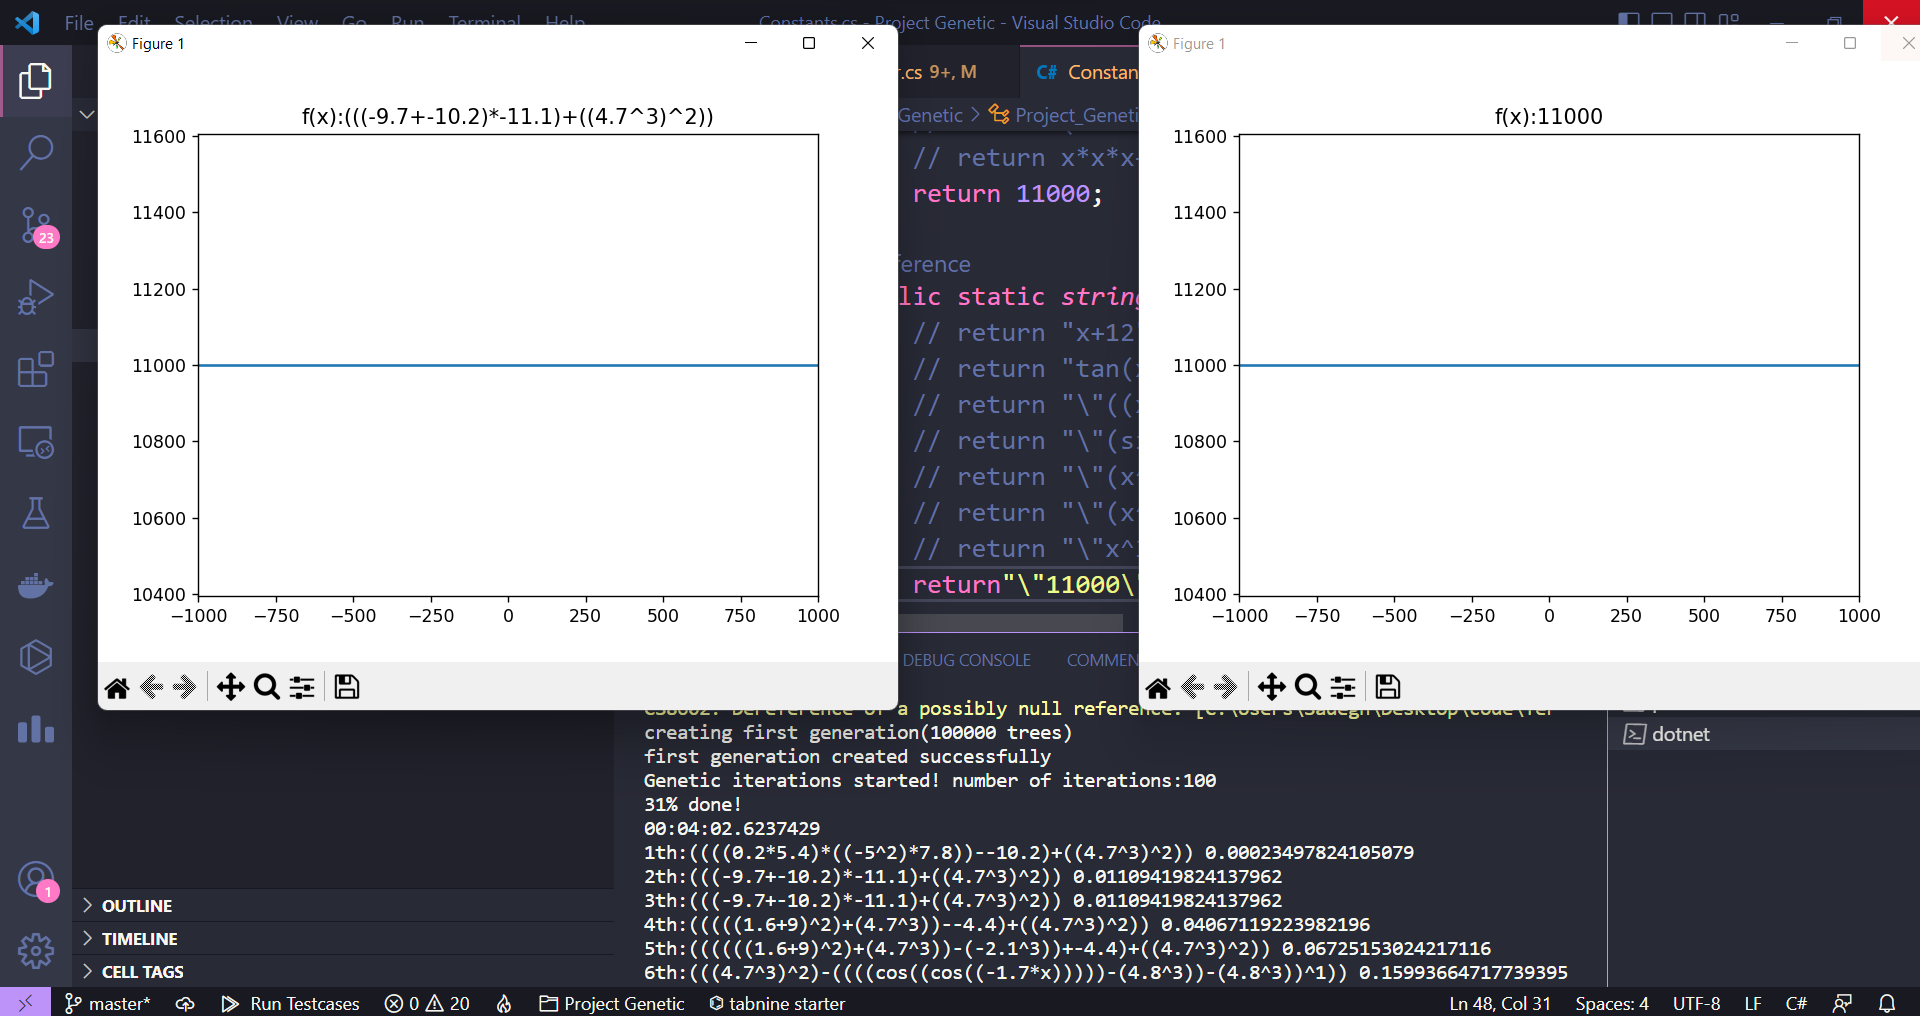 File Edit Selection View Go Run Terminal Help Constants.cs - Project Genetic - Visual Studio Code
Figure 1
f(x):(((-9.7+-10.2)*-11.1)+((4.7^3)^2))
11600
11400
11200
11000
10800
10600
10400
−1000 −750 −500 −250 0 250 500 750 1000
.cs 9+, M
C# Constan
Genetic > Project_Geneti
// return x*x*x
return 11000;
erence
lic static string
// return "x+12
// return "tan(
// return "\"((
// return "\"(s
// return "\"(x
// return "\"(x
// return "\"x^
return"\"11000\"
Figure 1
f(x):11000
11600
11400
11200
11000
10800
10600
10400
−1000 −750 −500 −250 0 250 500 750 1000
DEBUG CONSOLE COMMEN
CS8602: Dereference of a possibly null reference. [C:\Users\Sadegh\Desktop\code\Ter
creating first generation(100000 trees)
first generation created successfully
Genetic iterations started! number of iterations:100
31% done!
00:04:02.6237429
1th:((((0.2*5.4)*((-5^2)*7.8))--10.2)+((4.7^3)^2)) 0.00023497824105079
2th:(((-9.7+-10.2)*-11.1)+((4.7^3)^2)) 0.01109419824137962
3th:(((-9.7+-10.2)*-11.1)+((4.7^3)^2)) 0.01109419824137962
4th:(((((1.6+9)^2)+(4.7^3))--4.4)+((4.7^3)^2)) 0.04067119223982196
5th:((((((1.6+9)^2)+(4.7^3))-(-2.1^3))+-4.4)+((4.7^3)^2)) 0.06725153024217116
6th:(((4.7^3)^2)-((((cos((cos((-1.7*x)))))-(4.8^3))-(4.8^3))^1)) 0.15993664717739395
dotnet
23
1
OUTLINE
TIMELINE
CELL TAGS
master* Run Testcases 0 20 Project Genetic tabnine starter Ln 48, Col 31 Spaces: 4 UTF-8 LF C#